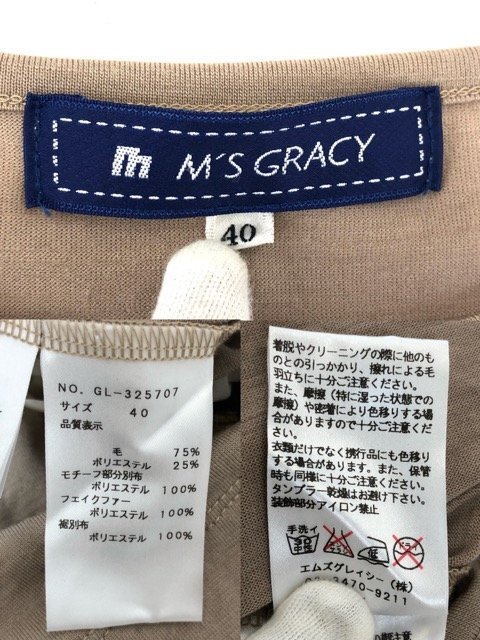 m M'S GRACY
40
NO. GL-325707
サイズ 40
品質表示
毛 75%
ポリエステル 25%
モチーフ部分別布
ポリエステル 100%
フェイクファー
ポリエステル 100%
裾別布
ポリエステル 100%
着脱やクリーニングの際に他のも
のとの引っかかり、擦れによる毛
羽立ちに十分ご注意ください。
また、摩擦（特に湿った状態での
摩擦）や密着により色移りする場
合がありますので十分ご注意
ください。
衣類だけでなく携行品にも色移り
する場合があります。また、保管
時も同様に十分ご注意ください。
タンブラー乾燥はお避け下さい。
装飾部分アイロン禁止
手洗イ
中
ドライ
エムズグレイシー（株）
03-3470-9211